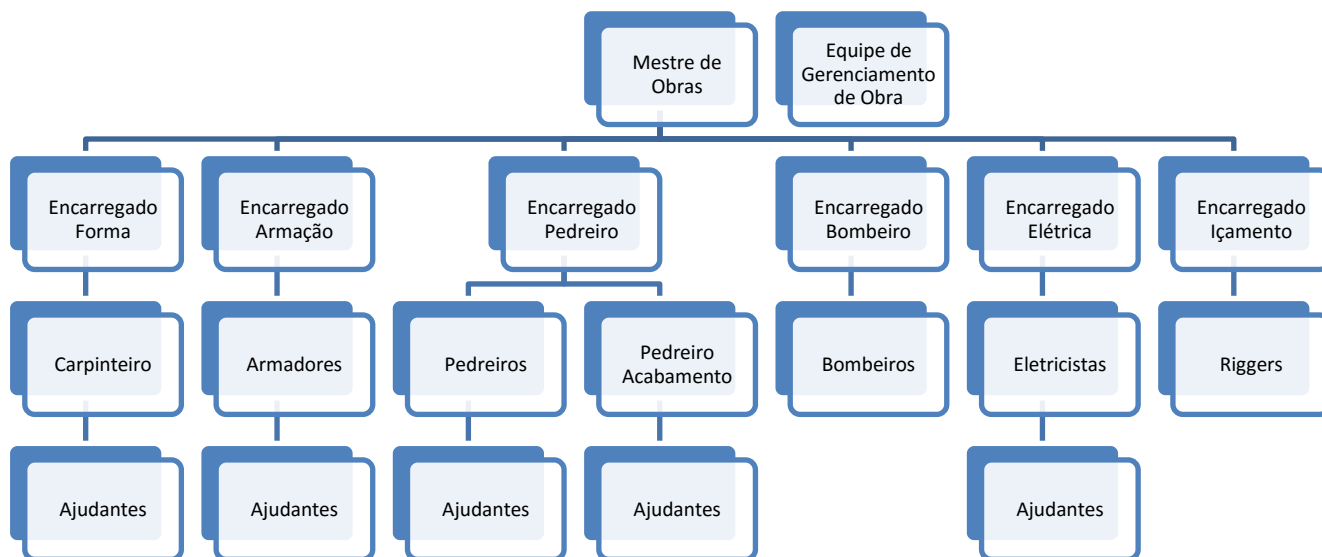 Mestre de
Obras
Equipe de
Gerenciamento
de Obra
Encarregado
Forma
Encarregado
Armação
Encarregado
Pedreiro
Encarregado
Bombeiro
Encarregado
Elétrica
Encarregado
Içamento
Carpinteiro
Armadores
Pedreiros
Pedreiro
Acabamento
Bombeiros
Eletricistas
Riggers
Ajudantes
Ajudantes
Ajudantes
Ajudantes
Ajudantes